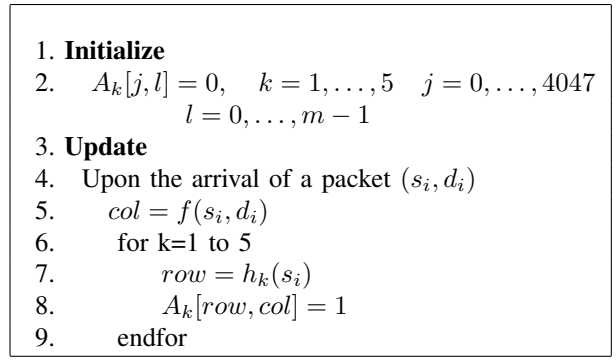 1. Initialize
2. A_k[j, l] = 0, k = 1, . . . , 5 j = 0, . . . , 4047
l = 0, . . . , m − 1
3. Update
4. Upon the arrival of a packet (s_i, d_i)
5. col = f(s_i, d_i)
6. for k=1 to 5
7. row = h_k(s_i)
8. A_k[row, col] = 1
9. endfor